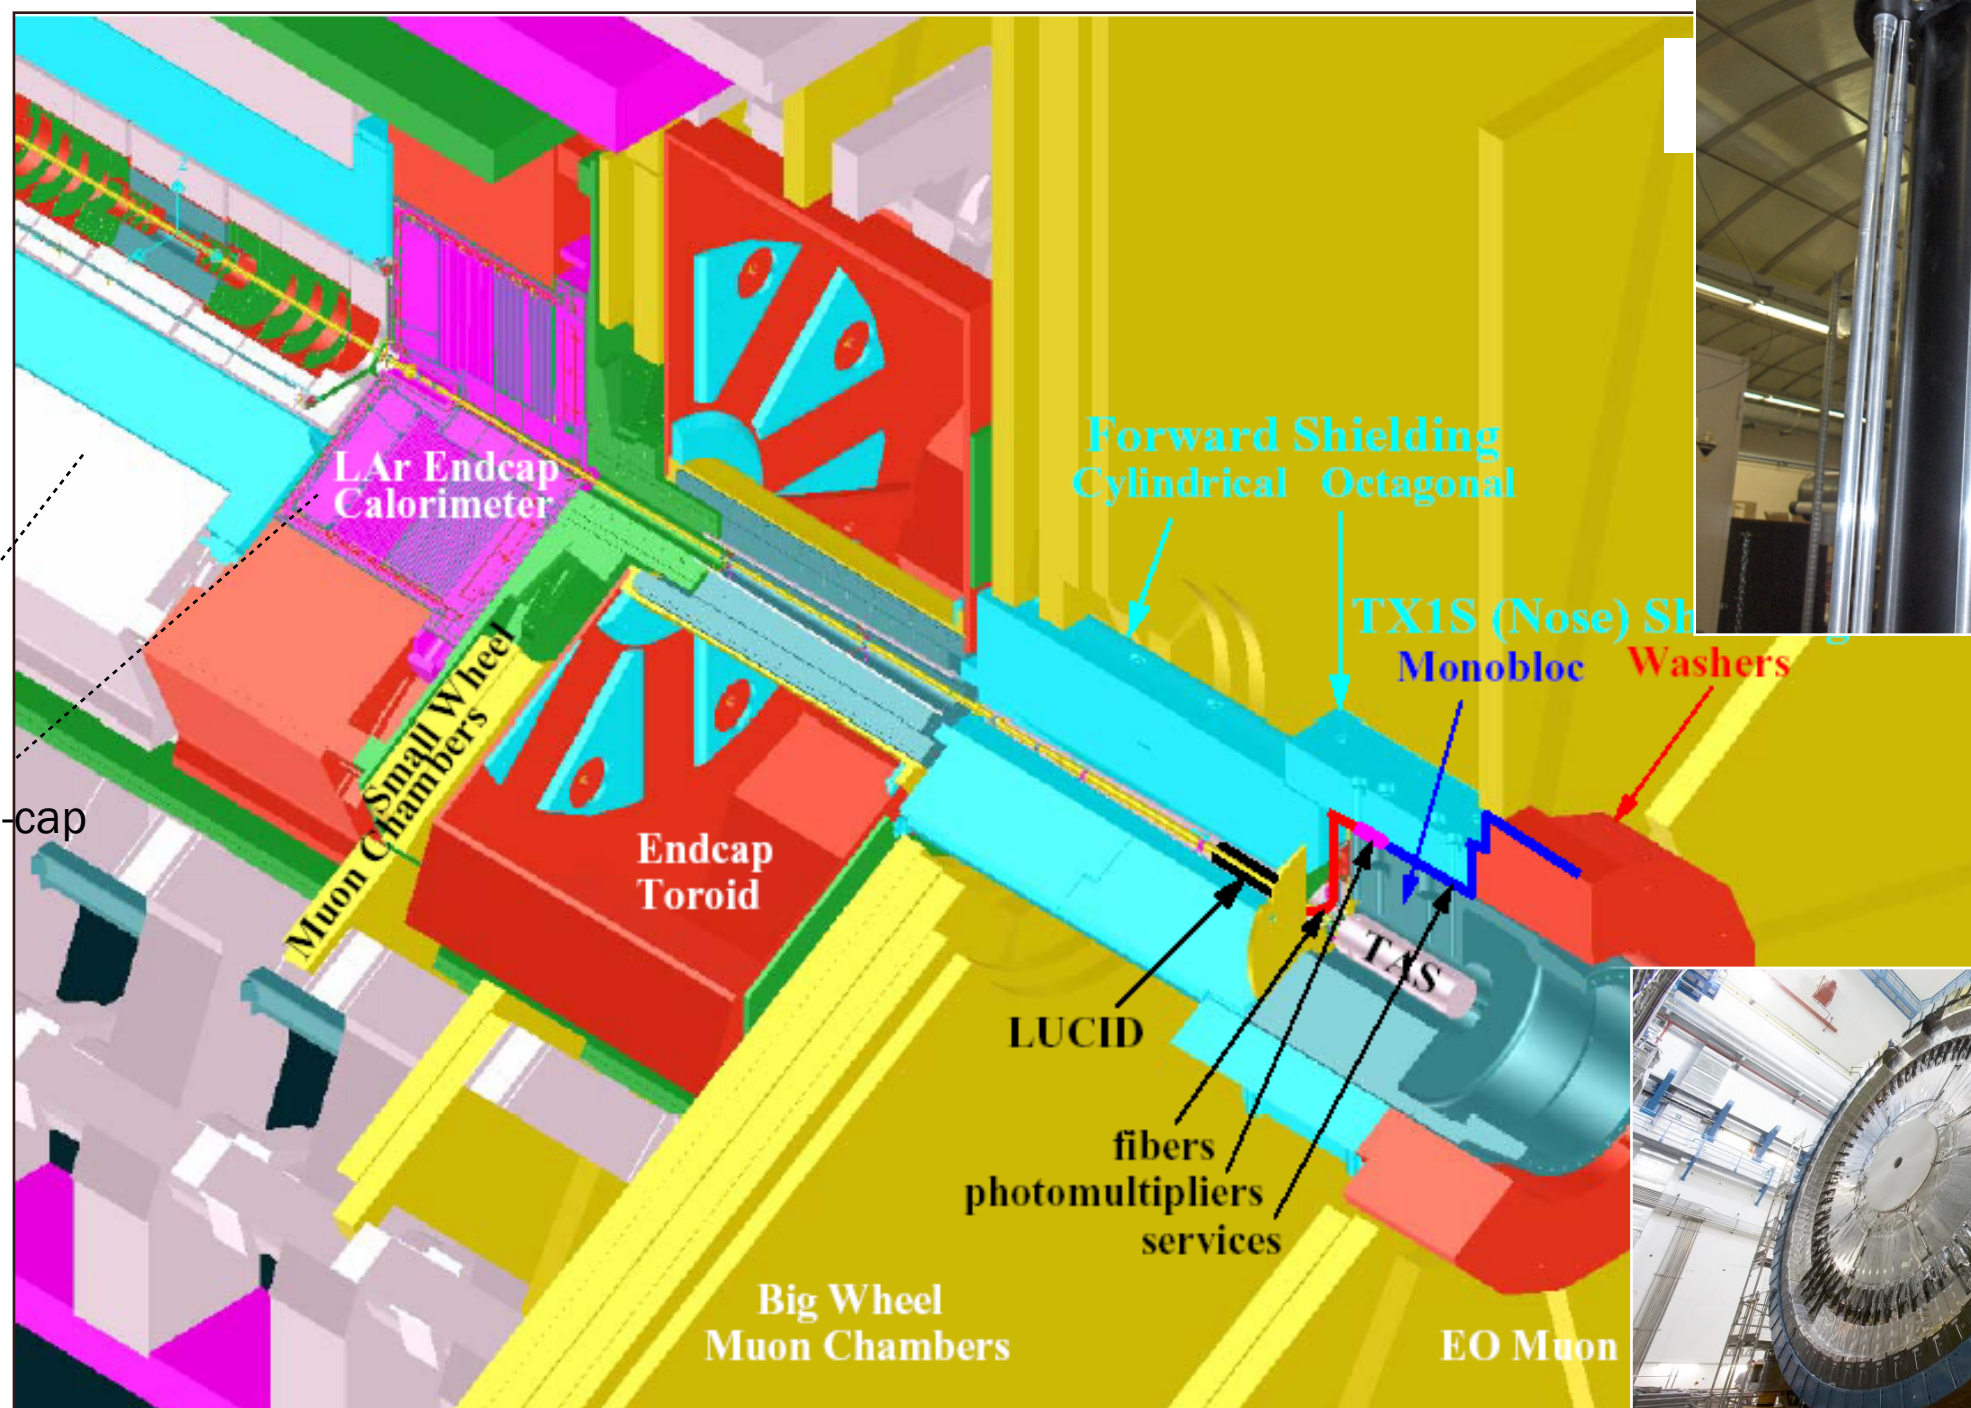 Forward Shielding
Cylindrical Octagonal
LAr Endcap
Calorimeter
TX1S (Nose)
Monobloc Washers
Small Wheel
Muon Chambers
-cap
Endcap
Toroid
TAS
LUCID
fibers
photomultipliers
services
Big Wheel
Muon Chambers
EO Muon